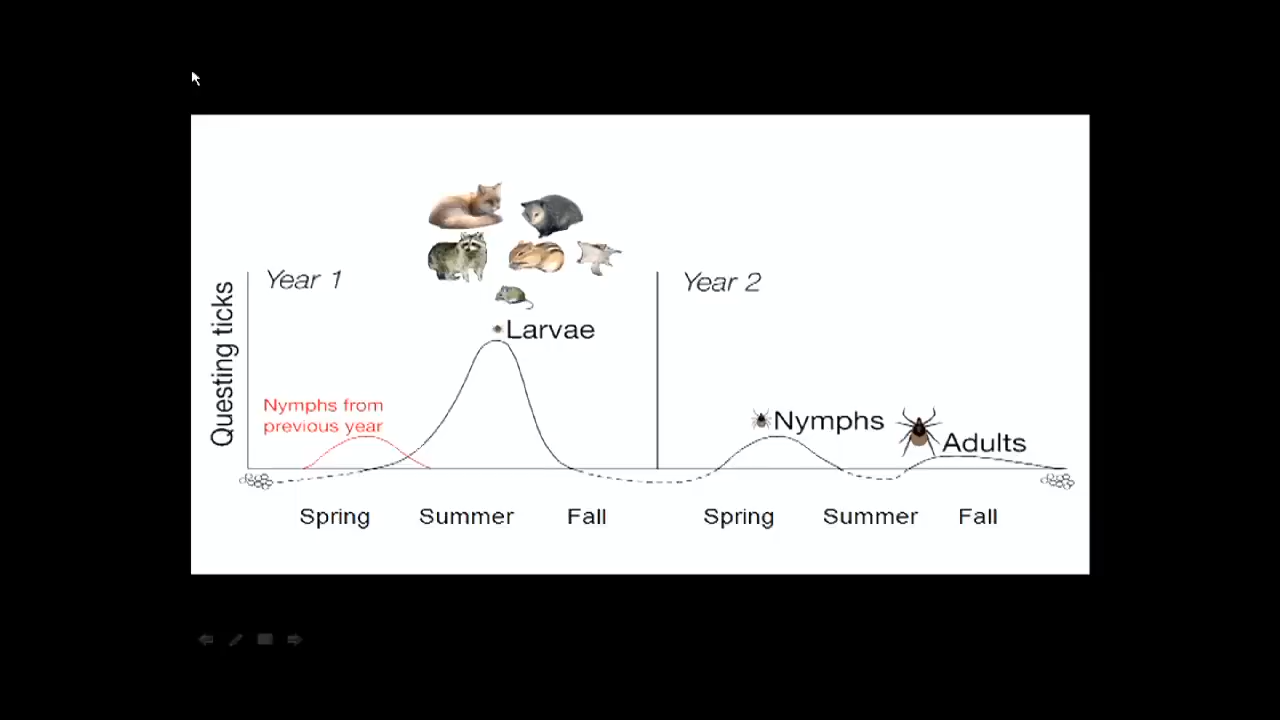 Year 1
Year 2
Questing ticks
Larvae
Nymphs from
previous year
Nymphs
Adults
Spring
Summer
Fall
Spring
Summer
Fall